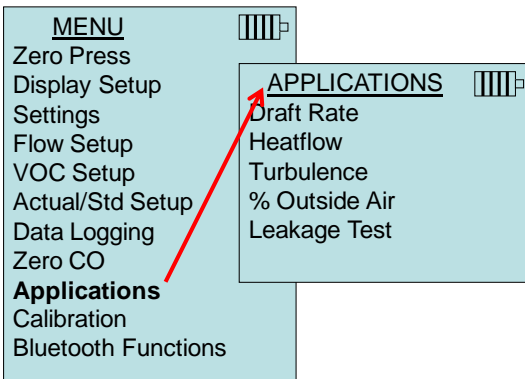 MENU
Zero Press
Display Setup
Settings
Flow Setup
VOC Setup
Actual/Std Setup
Data Logging
Zero CO
Applications
Calibration
Bluetooth Functions
APPLICATIONS
Draft Rate
Heatflow
Turbulence
% Outside Air
Leakage Test